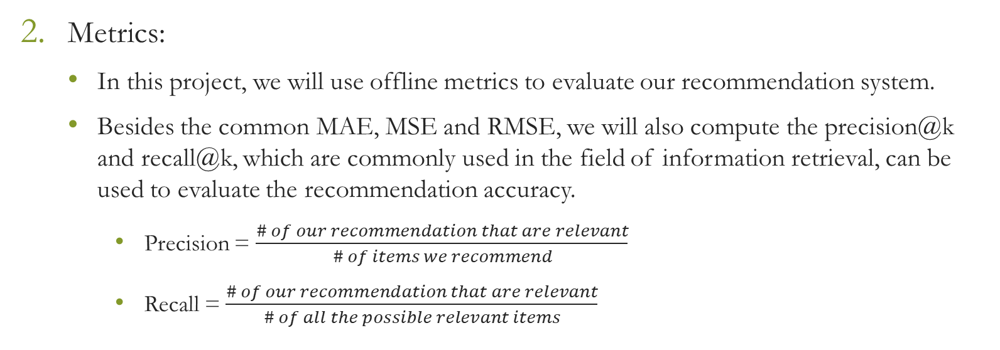 2. Metrics:
• In this project, we will use offline metrics to evaluate our recommendation system.
• Besides the common MAE, MSE and RMSE, we will also compute the precision@k
and recall@k, which are commonly used in the field of information retrieval, can be
used to evaluate the recommendation accuracy.
• Precision = # of our recommendation that are relevant
# of items we recommend
• Recall = # of our recommendation that are relevant
# of all the possible relevant items